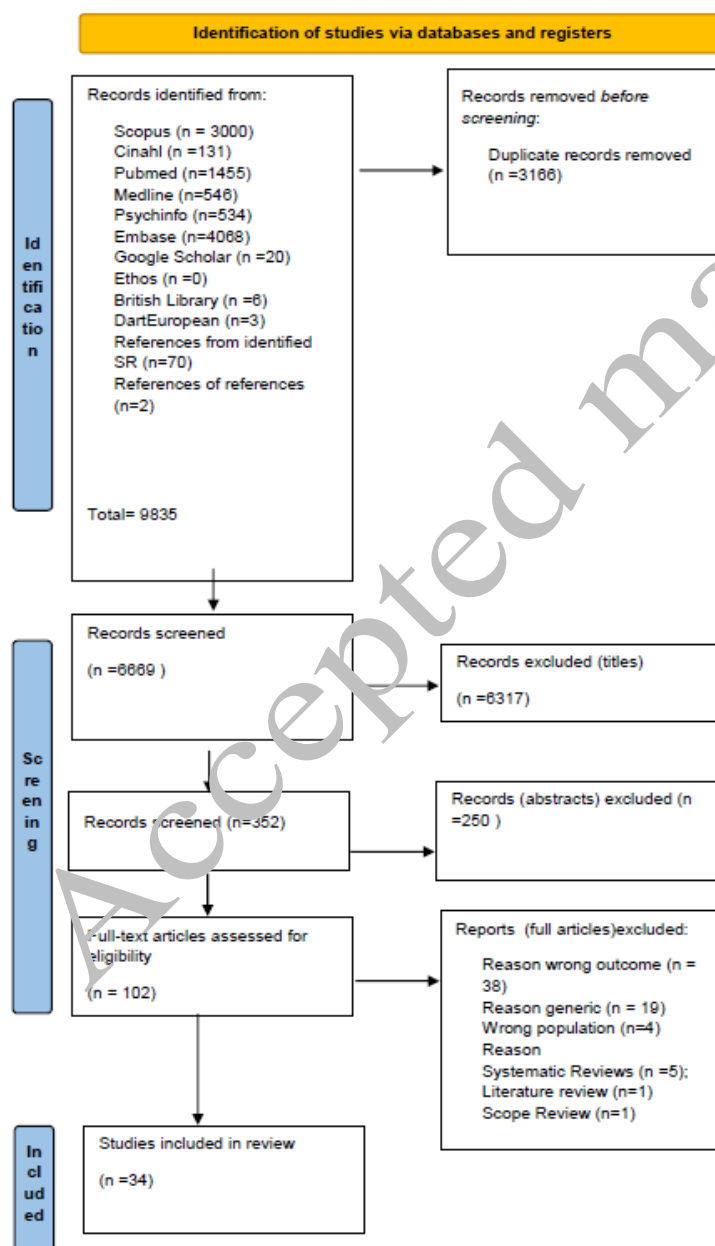 Identification of studies via databases and registers
Id
en
tifi
ca
tio
n
Records identified from:
Scopus (n = 3000)
Cinahl (n =131)
Pubmed (n=1455)
Medline (n=546)
Psychinfo (n=534)
Embase (n=4068)
Google Scholar (n =20)
Ethos (n =0)
British Library (n =6)
DartEuropean (n=3)
References from identified
SR (n=70)
References of references
(n=2)
Total= 9835
Records removed before
screening:
Duplicate records removed
(n =3166)
Sc
re
en
in
g
Records screened
(n =6669 )
Records excluded (titles)
(n =6317)
Records screened (n=352)
Records (abstracts) excluded (n
=250 )
Full-text articles assessed for
eligibility
(n = 102)
Reports (full articles)excluded:
Reason wrong outcome (n =
38)
Reason generic (n = 19)
Wrong population (n=4)
Reason
Systematic Reviews (n =5);
Literature review (n=1)
Scope Review (n=1)
In
cl
ud
ed
Studies included in review
(n =34)
Accepted ma